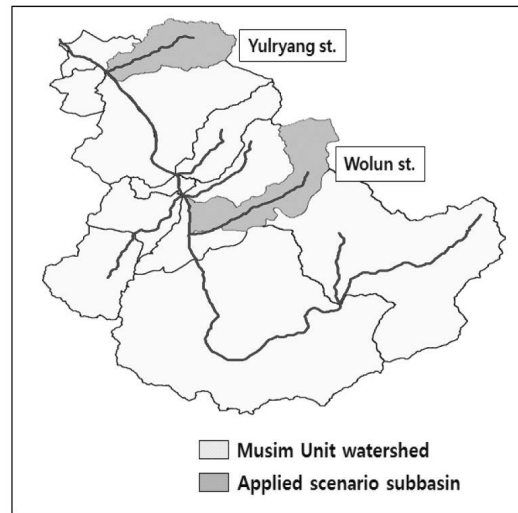 Yulryang st.
Wolun st.
Musim Unit watershed
Applied scenario subbasin